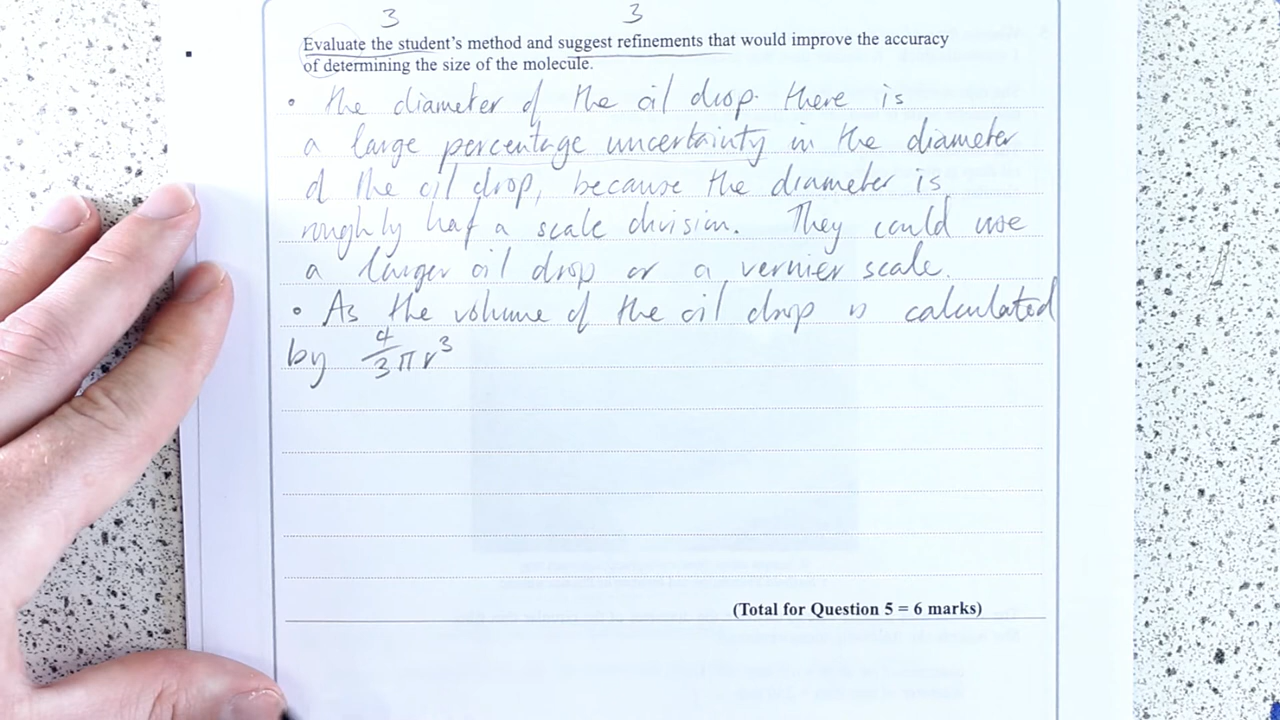 3 3
Evaluate the student's method and suggest refinements that would improve the accuracy
of determining the size of the molecule.
• the diameter of the oil drop. there is
a large percentage uncertainty in the diameter
of the oil drop, because the diameter is
roughly half a scale division. They could use
a larger oil drop or a vernier scale.
• As the volume of the oil drop is calculated
by 4/3 πr³
(Total for Question 5 = 6 marks)